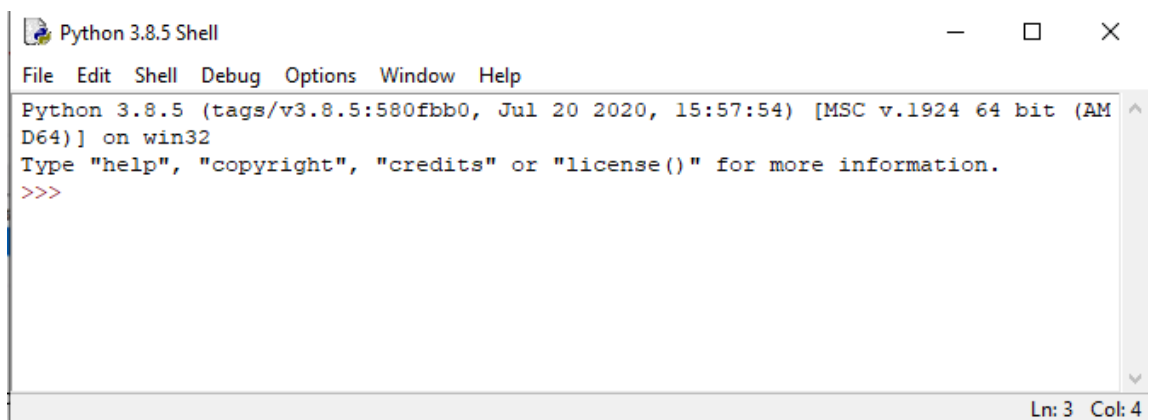 Python 3.8.5 Shell
File Edit Shell Debug Options Window Help
Python 3.8.5 (tags/v3.8.5:580fbb0, Jul 20 2020, 15:57:54) [MSC v.1924 64 bit (AM
D64)] on win32
Type "help", "copyright", "credits" or "license()" for more information.
>>>
Ln: 3 Col: 4